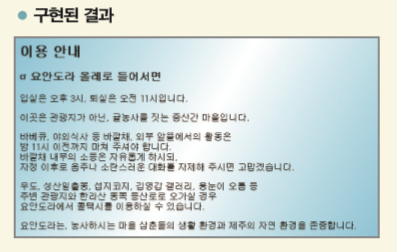 ● 구현된 결과
이용 안내
σ 요안도라 올레로 들어서면
입실은 오후 3시, 퇴실은 오전 11시입니다.
이곳은 관광지가 아닌, 귤농사를 짓는 중산간 마을입니다.
바베큐, 야외식사 등 바깥채, 외부 앞뜰에서의 활동은
밤 11시 이전까지 마쳐 주셔야 합니다.
바깥채 내부의 소등은 자유롭게 하시되,
자정 이후로 음주나 소란스러운 대화를 자제해 주시면 고맙겠습니다.
우도, 성산일출봉, 섭지코지, 김영갑 갤러리, 용눈이 오름 등
주변 관광지와 한라산 동쪽 등산로로 오가실 경우
요안도라에서 콜택시를 이용하실 수 있습니다.
요안도라는, 농사하시는 마을 삼춘들의 생활 환경과 제주의 자연 환경을 존중합니다.